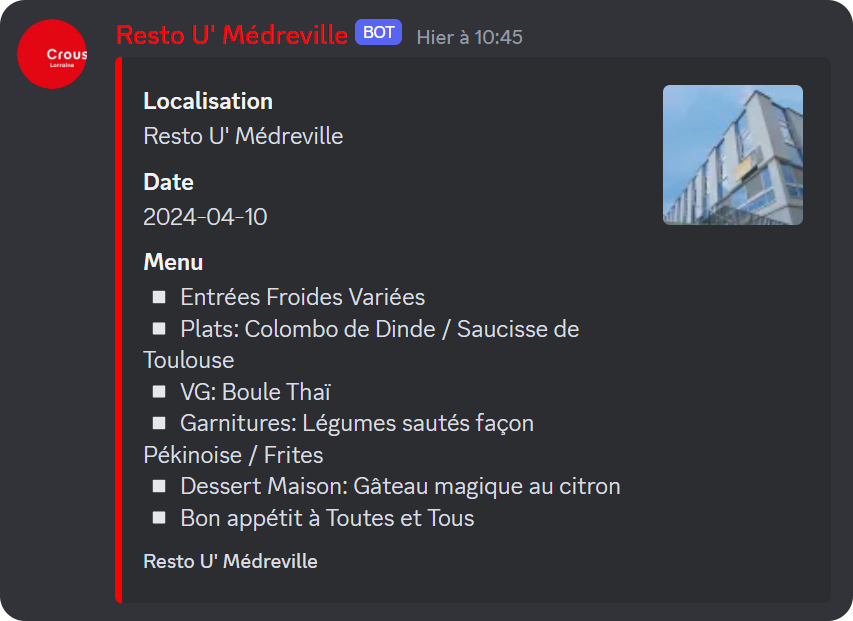 Crous
Lorraine
Resto U' Médreville BOT Hier à 10:45
Localisation
Resto U' Médreville
Date
2024-04-10
Menu
Entrées Froides Variées
Plats: Colombo de Dinde / Saucisse de
Toulouse
VG: Boule Thaï
Garnitures: Légumes sautés façon
Pékinoise / Frites
Dessert Maison: Gâteau magique au citron
Bon appétit à Toutes et Tous
Resto U' Médreville